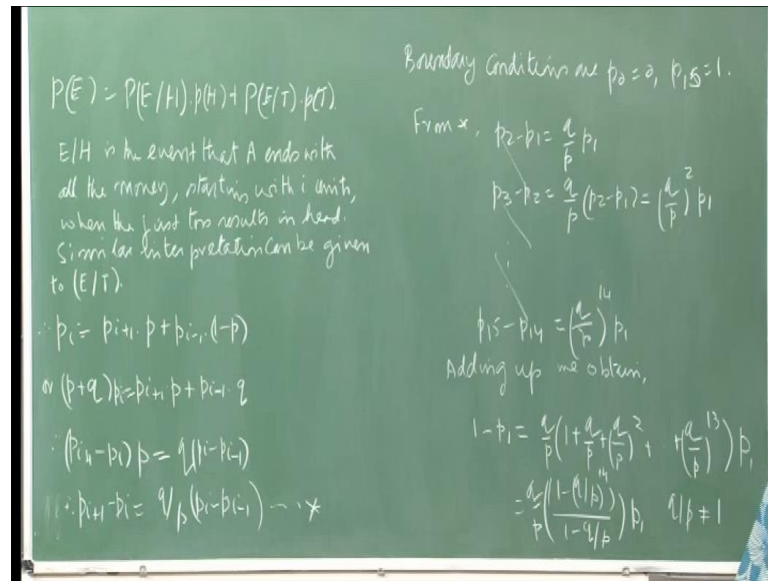 P(E) = P(E/H).p(H)+ P(E/T).p(T).
E/H is the event that A ends with
all the money, starting with i units,
when the first toss results in head.
Similar interpretation can be given
to (E/T).
∴ pᵢ = pᵢ₊₁. p + pᵢ₋₁. (1-p)
or (p+q)pᵢ = pᵢ₊₁. p + pᵢ₋₁. q
∴ (pᵢ₊₁-pᵢ) p = q(pᵢ-pᵢ₋₁)
∴ pᵢ₊₁-pᵢ = q/p (pᵢ-pᵢ₋₁) ---*
Boundary Conditions are p₀ = 0, p₁₅ = 1.
From *, p₂-p₁ = q/p p₁
p₃-p₂ = q/p (p₂-p₁) = (q/p)² p₁
⋮
p₁₅-p₁₄ = (q/p)¹⁴ p₁
Adding up we obtain,
1-p₁ = q/p (1+ q/p + (q/p)² + . . +(q/p)¹³) p₁
= q/p ((1-(q/p)¹⁴)/(1-q/p)) p₁ q/p ≠ 1